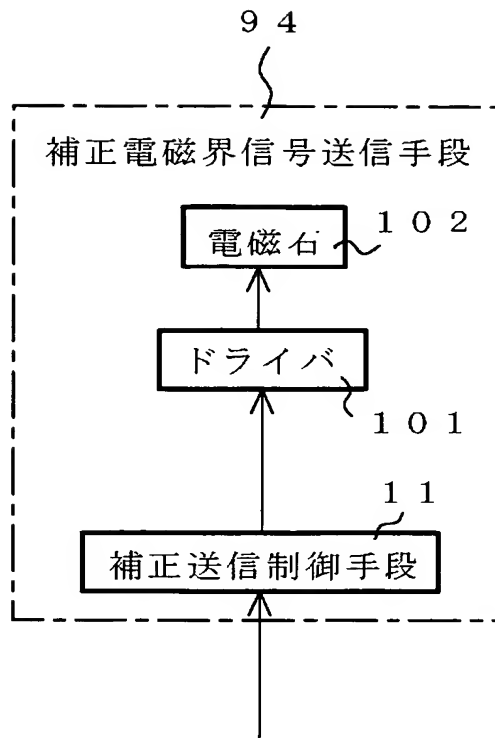 ９４
補正電磁界信号送信手段
電磁石
１０２
ドライバ
１０１
１１
補正送信制御手段